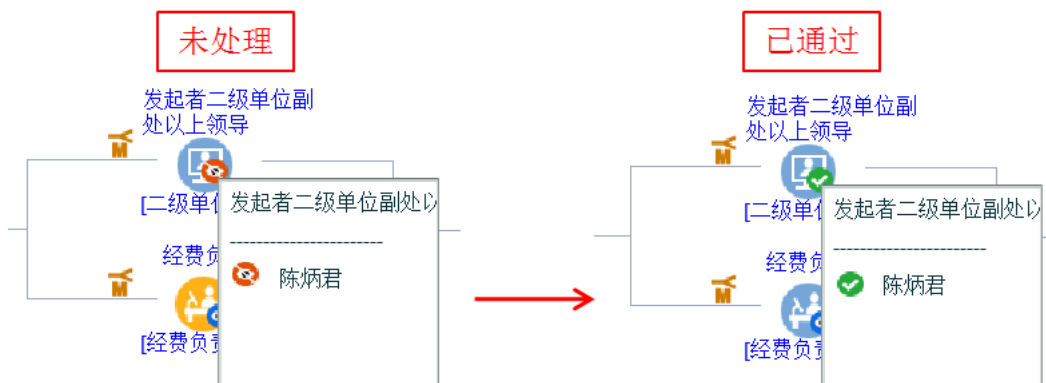 未处理
已通过
发起者二级单位副
处以上领导
M
[二级单位
发起者二级单位副处以
-----------------------
陈炳君
经费负
M
[经费负责
发起者二级单位副
处以上领导
M
[二级单位
发起者二级单位副处以
-----------------------
陈炳君
经费负
M
[经费负责